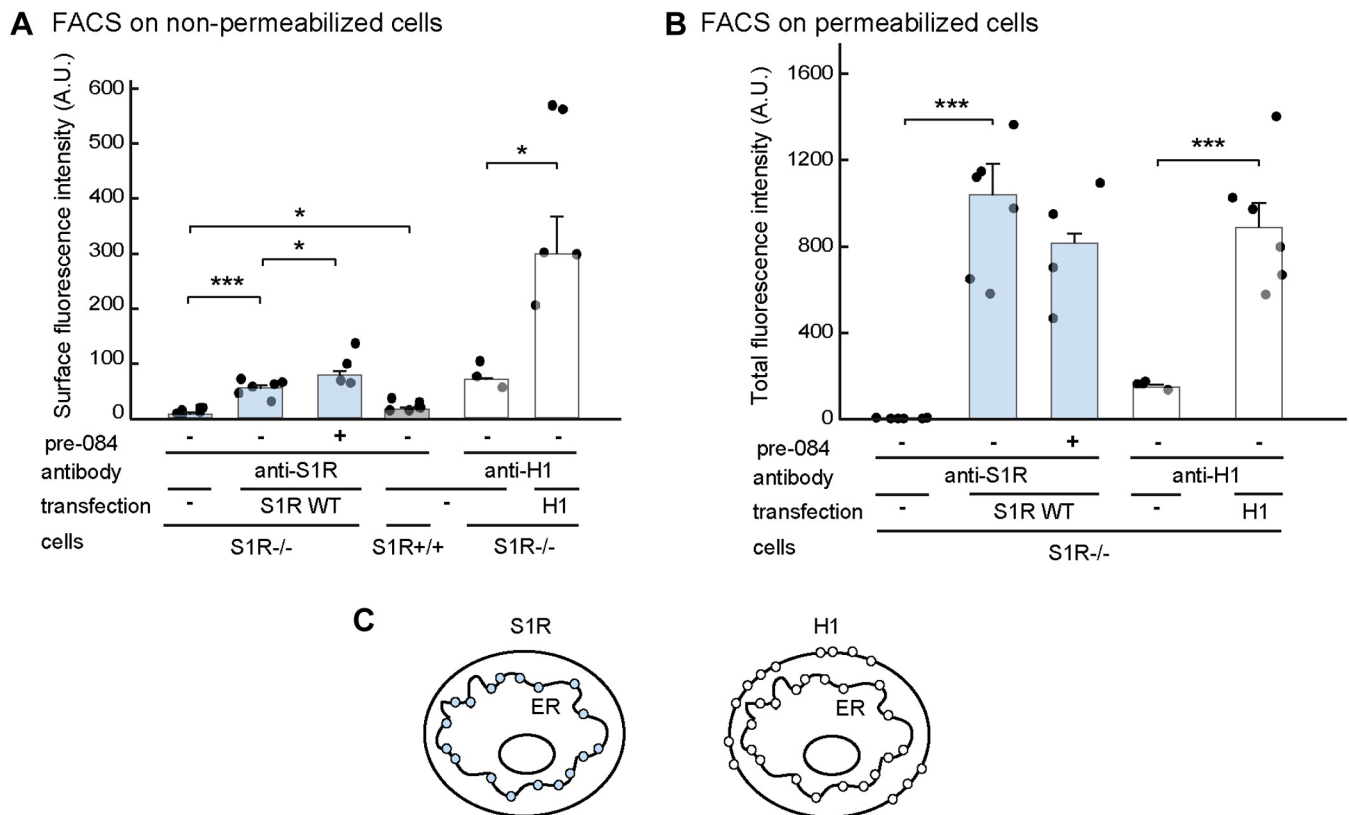 A FACS on non-permeabilized cells
Surface fluorescence intensity (A.U.)
600
500
400
300
200
100
0
*** * * *
pre-084 - - + - - -
antibody anti-S1R anti-H1
transfection - S1R WT - H1
cells S1R-/- S1R+/+ S1R-/-
B FACS on permeabilized cells
Total fluorescence intensity (A.U.)
1600
1200
800
400
0
*** ***
pre-084 - - + - -
antibody anti-S1R anti-H1
transfection - S1R WT - H1
cells S1R-/-
C
S1R H1
ER ER